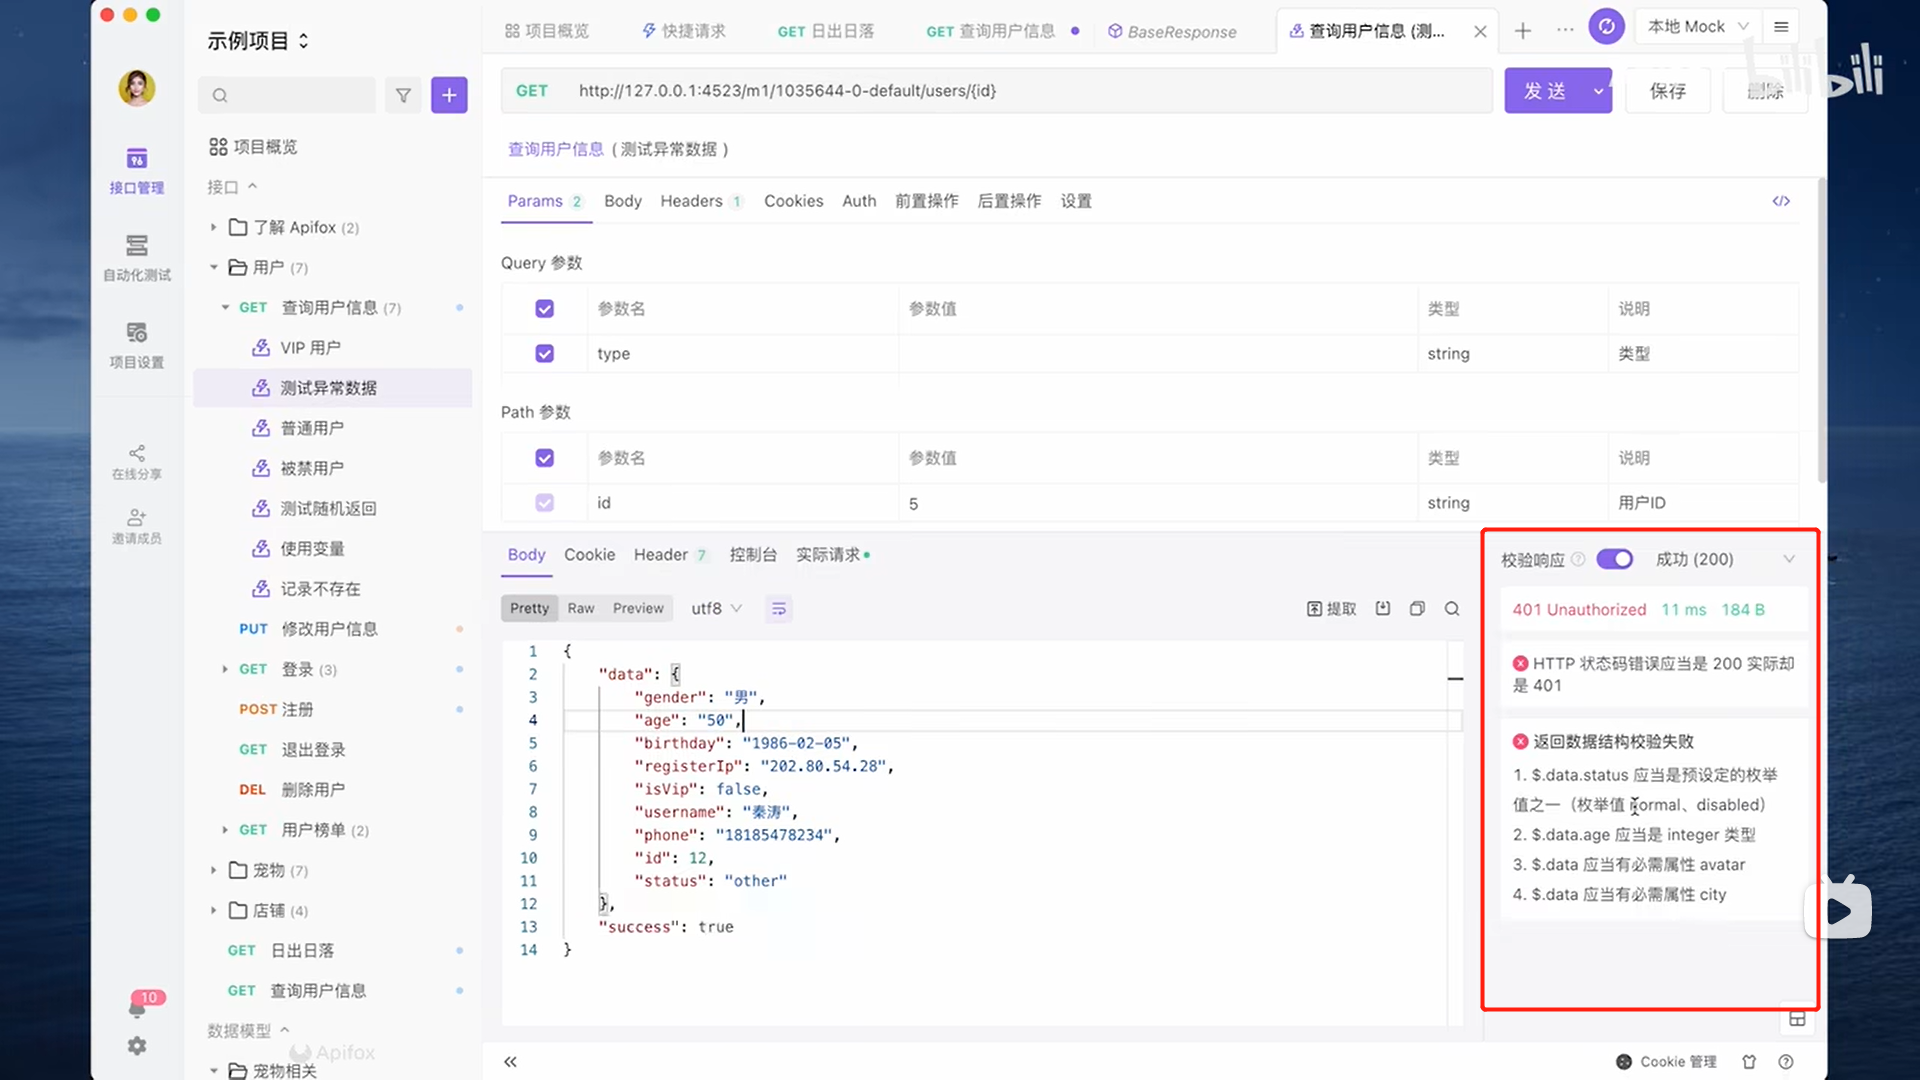 示例项目
项目概览
快捷请求
GET 日出日落
GET 查询用户信息
BaseResponse
查询用户信息 (测...
本地 Mock
bilibili
GET http://127.0.0.1:4523/m1/1035644-0-default/users/{id}
发 送
保存
删除
查询用户信息 ( 测试异常数据 )
接口管理
自动化测试
项目设置
在线分享
邀请成员
10
项目概览
接口
了解 Apifox (2)
用户 (7)
GET 查询用户信息 (7)
VIP 用户
测试异常数据
普通用户
被禁用户
测试随机返回
使用变量
记录不存在
PUT 修改用户信息
GET 登录 (3)
POST 注册
GET 退出登录
DEL 删除用户
GET 用户榜单 (2)
宠物 (7)
店铺 (4)
GET 日出日落
GET 查询用户信息
数据模型
宠物相关
Apifox
Params 2 Body Headers 1 Cookies Auth 前置操作 后置操作 设置 </>
Query 参数
参数名 参数值 类型 说明
type string 类型
Path 参数
参数名 参数值 类型 说明
id 5 string 用户ID
Body Cookie Header 7 控制台 实际请求
Pretty Raw Preview utf8
提取
1 {
2 "data": {
3 "gender": "男",
4 "age": "50",
5 "birthday": "1986-02-05",
6 "registerIp": "202.80.54.28",
7 "isVip": false,
8 "username": "秦涛",
9 "phone": "18185478234",
10 "id": 12,
11 "status": "other"
12 },
13 "success": true
14 }
校验响应 成功 (200)
401 Unauthorized 11 ms 184 B
HTTP 状态码错误应当是 200 实际却
是 401
返回数据结构校验失败
1. $.data.status 应当是预设定的枚举
值之一（枚举值 normal、disabled）
2. $.data.age 应当是 integer 类型
3. $.data 应当有必需属性 avatar
4. $.data 应当有必需属性 city
Cookie 管理